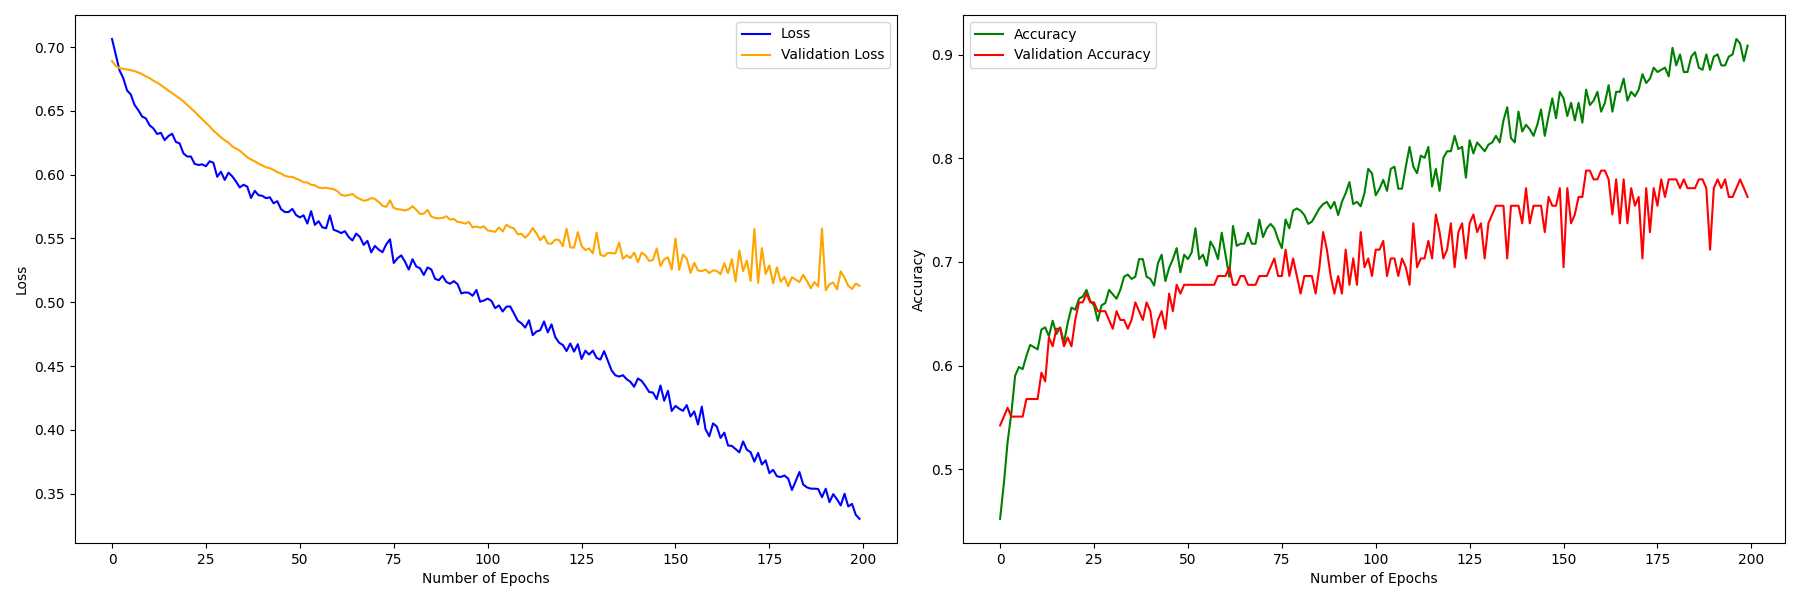 Loss
Validation Loss
0.70
0.65
0.60
0.55
0.50
0.45
0.40
0.35
Loss
0 25 50 75 100 125 150 175 200
Number of Epochs
Accuracy
Validation Accuracy
0.9
0.8
0.7
0.6
0.5
Accuracy
0 25 50 75 100 125 150 175 200
Number of Epochs